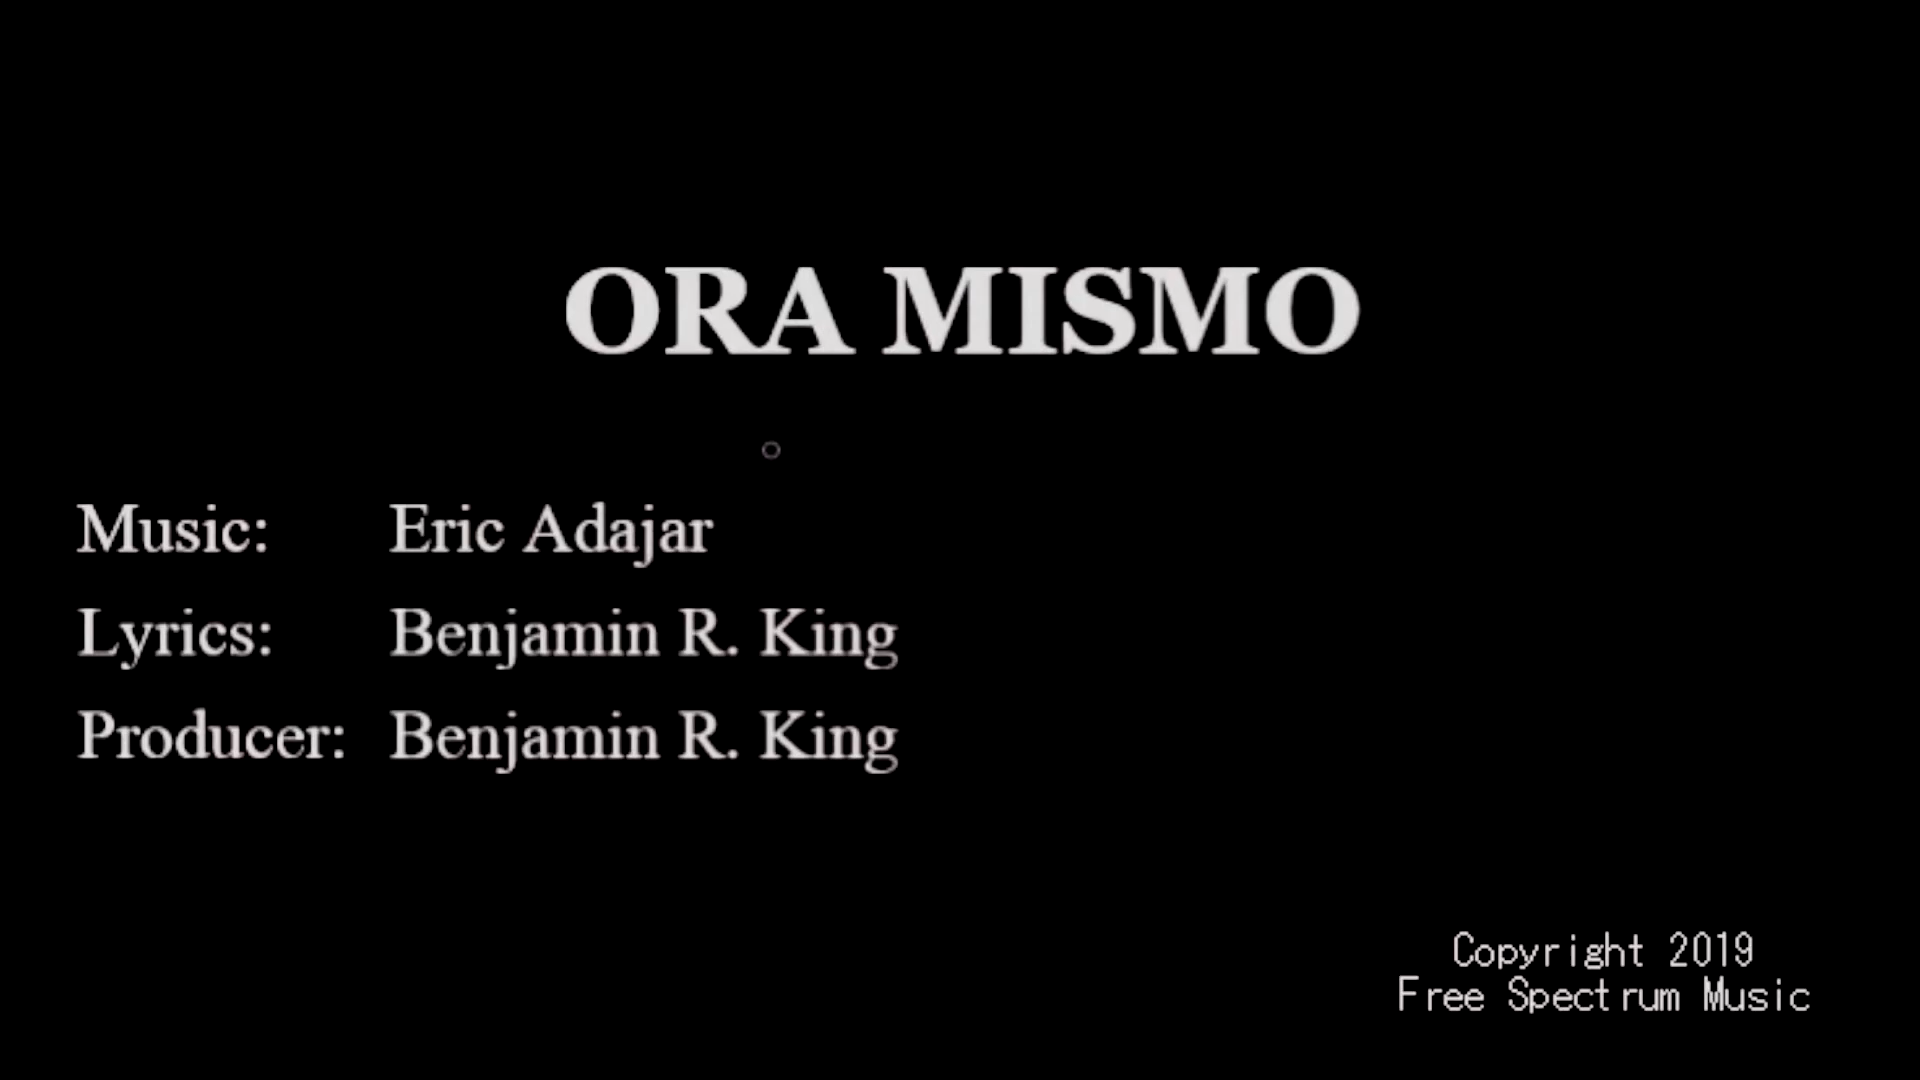 ORA MISMO
Music: Eric Adajar
Lyrics: Benjamin R. King
Producer: Benjamin R. King
Copyright 2019
Free Spectrum Music